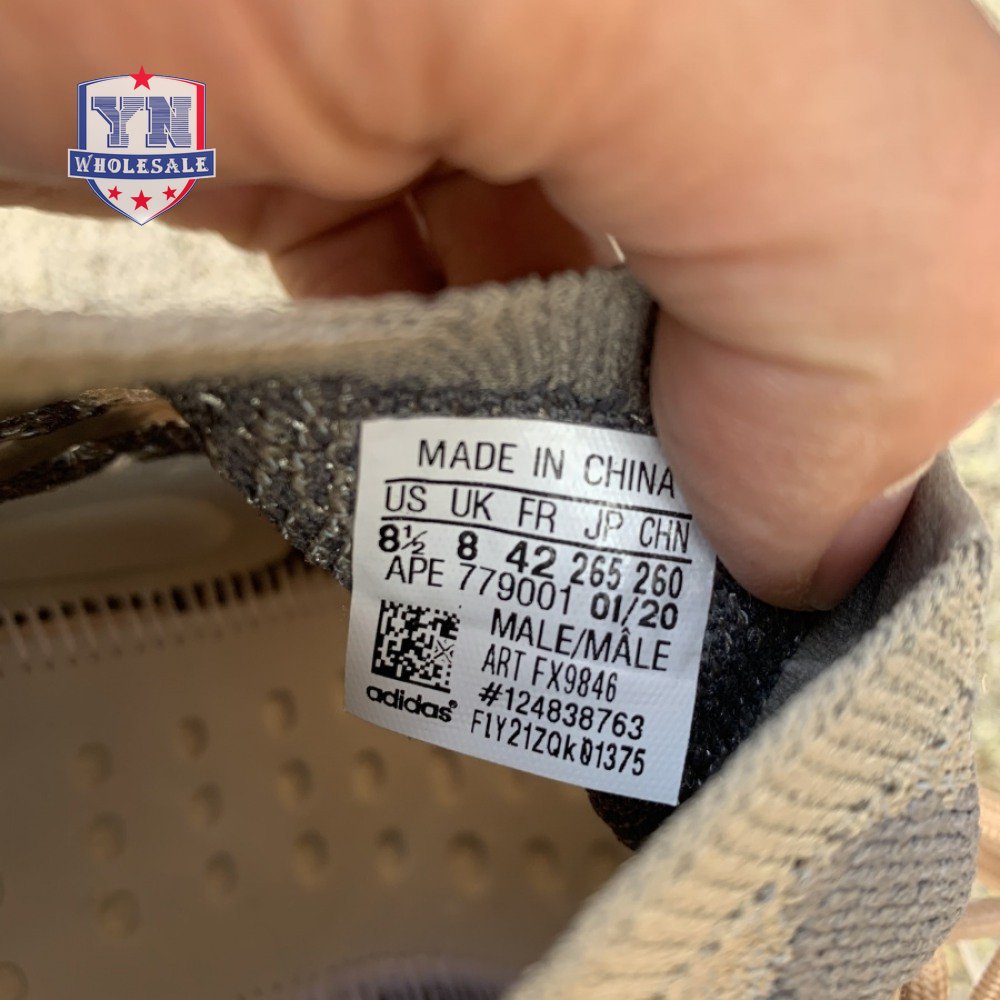 YN
WHOLESALE
MADE IN CHINA
US UK FR JP CHN
8½ 8 42 265 260
APE 779001 01/20
MALE/MÂLE
ART FX9846
#124838763
F1Y21ZQk01375
adidas®